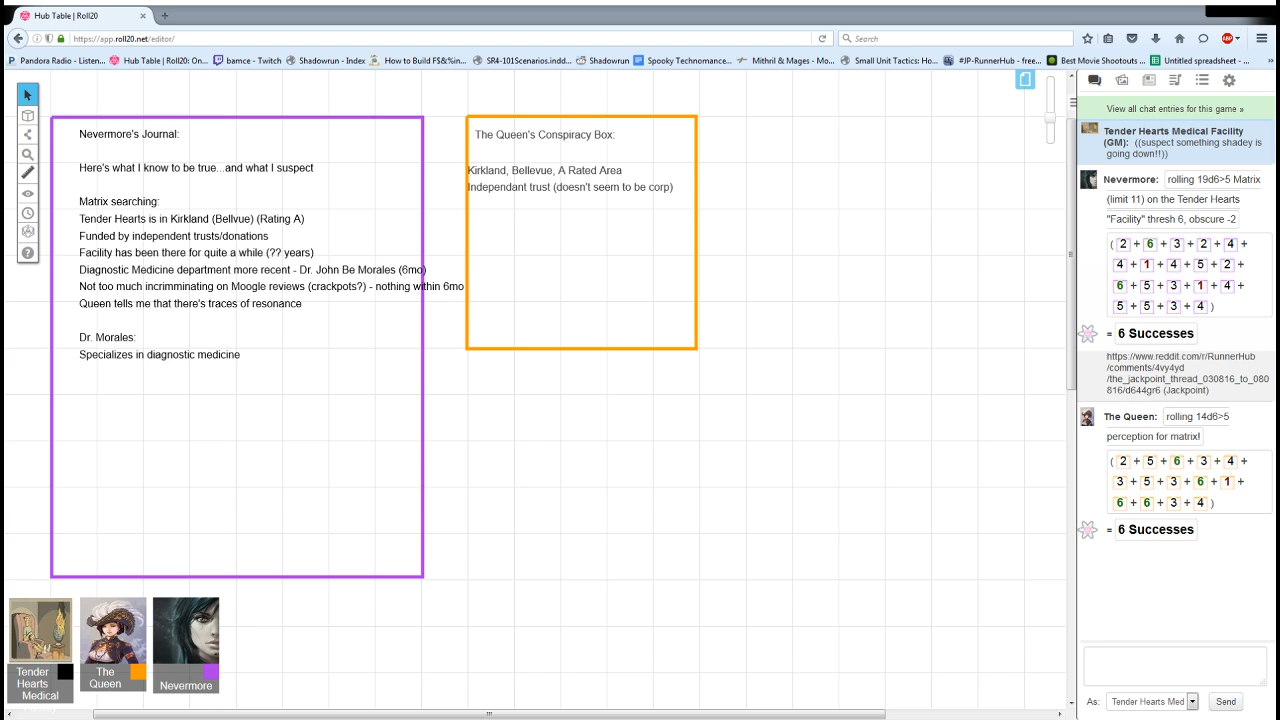 Hub Table | Roll20
https://app.roll20.net/editor/
Search
Pandora Radio - Listen...
Hub Table | Roll20: On...
bamce - Twitch
Shadowrun - Index
How to Build FS&%in...
SR4-101Scenarios.indd...
Shadowrun
Spooky Technomance...
Mithril & Mages - Mo...
Small Unit Tactics: Ho...
#JP-RunnerHub - perp...
Best Movie Shootouts ...
Untitled spreadsheet - ...
Nevermore's Journal:
Here's what I know to be true...and what I suspect
Matrix searching:
Tender Hearts is in Kirkland (Bellvue) (Rating A)
Funded by independent trusts/donations
Facility has been there for quite a while (?? years)
Diagnostic Medicine department more recent - Dr. John Be Morales (6mo)
Not too much incrimminating on Moogle reviews (crackpots?) - nothing within 6mo
Queen tells me that there's traces of resonance
Dr. Morales:
Specializes in diagnostic medicine
The Queen's Conspiracy Box:
Kirkland, Bellevue, A Rated Area
Independant trust (doesn't seem to be corp)
Tender
Hearts
Medical
The
Queen
Nevermore
View all chat entries for this game »
Tender Hearts Medical Facility
(GM): ((suspect something shadey is
going down!!))
Nevermore: rolling 19d6>5 Matrix
(limit 11) on the Tender Hearts
"Facility" thresh 6, obscure -2
(2+6+3+2+4+
4+1+4+5+2+
6+5+3+1+4+
5+5+3+4)
= 6 Successes
https://www.reddit.com/r/RunnerHub
/comments/4vy4yd
/the_jackpoint_thread_030816_to_080
816/d644gr6 (Jackpoint)
The Queen: rolling 14d6>5
perception for matrix!
(2+5+6+3+4+
3+5+3+6+1+
6+6+3+4)
= 6 Successes
As: Tender Hearts Med
Send